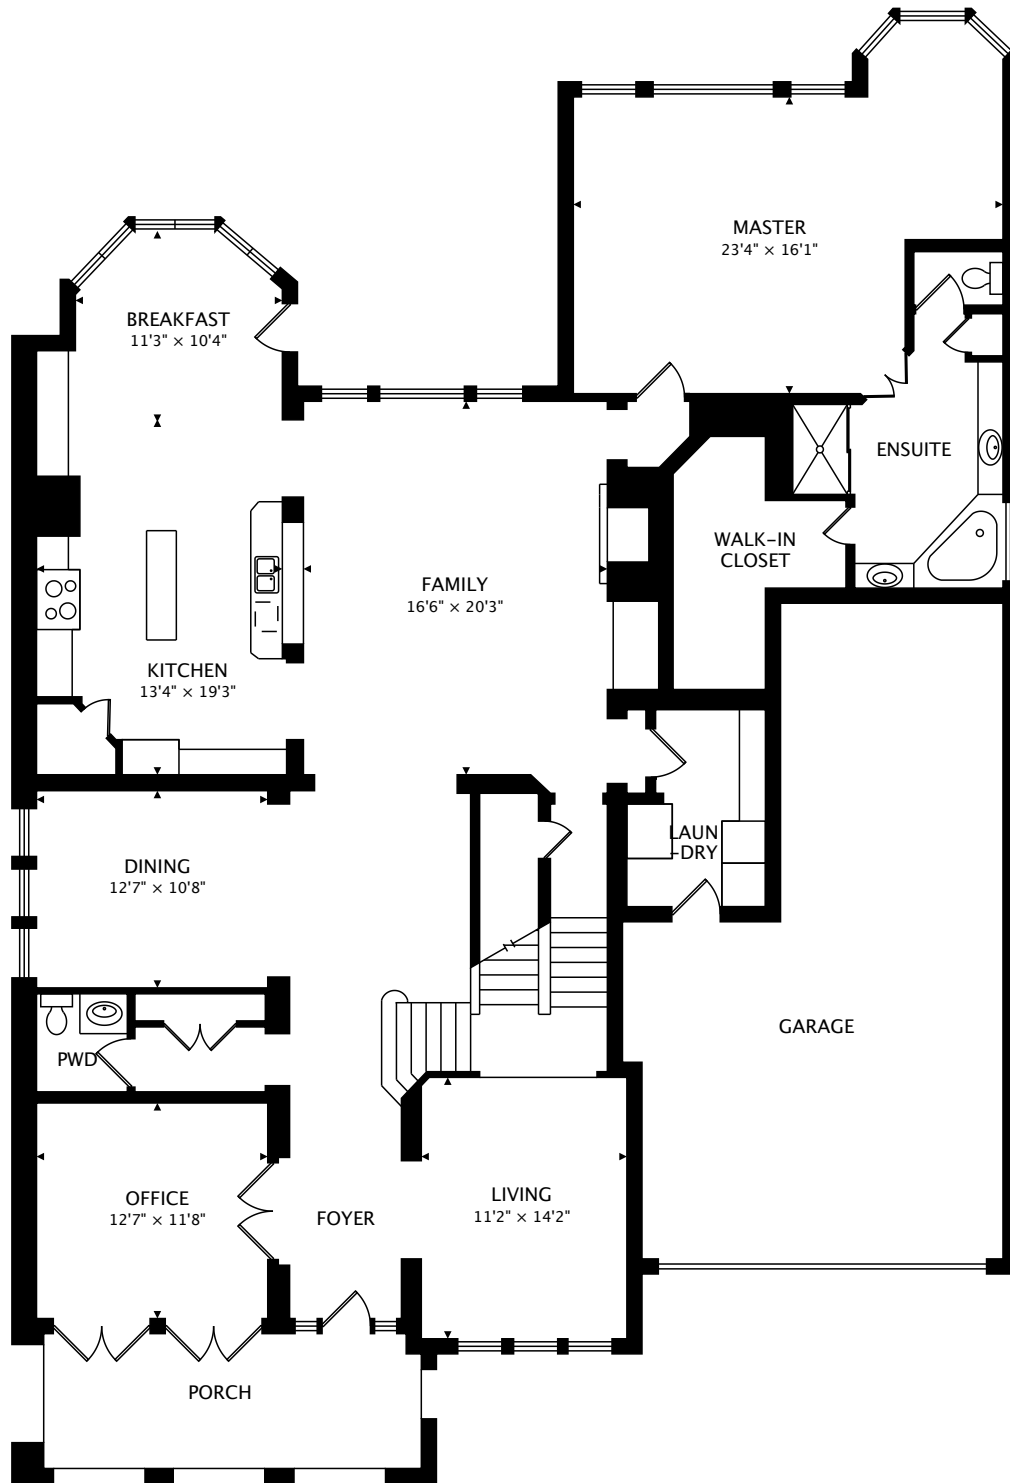 MASTER
23'4" × 16'1"
BREAKFAST
11'3" × 10'4"
ENSUITE
WALK-IN
CLOSET
FAMILY
16'6" × 20'3"
KITCHEN
13'4" × 19'3"
LAUN
-DRY
DINING
12'7" × 10'8"
GARAGE
PWD
OFFICE
12'7" × 11'8"
FOYER
LIVING
11'2" × 14'2"
PORCH